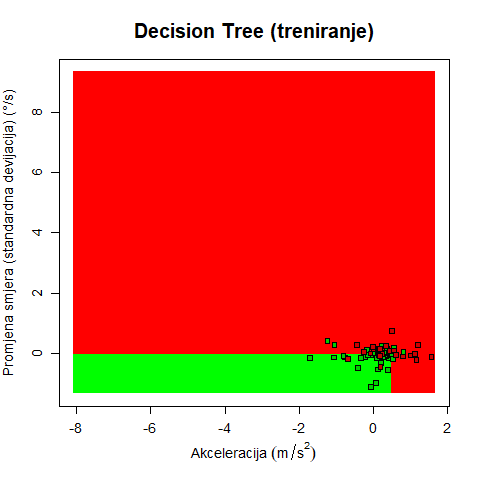 Decision Tree (treniranje)
Promjena smjera (standardna devijacija) (°/s)
8
6
4
2
0
-8 -6 -4 -2 0 2
Akceleracija (m/s²)